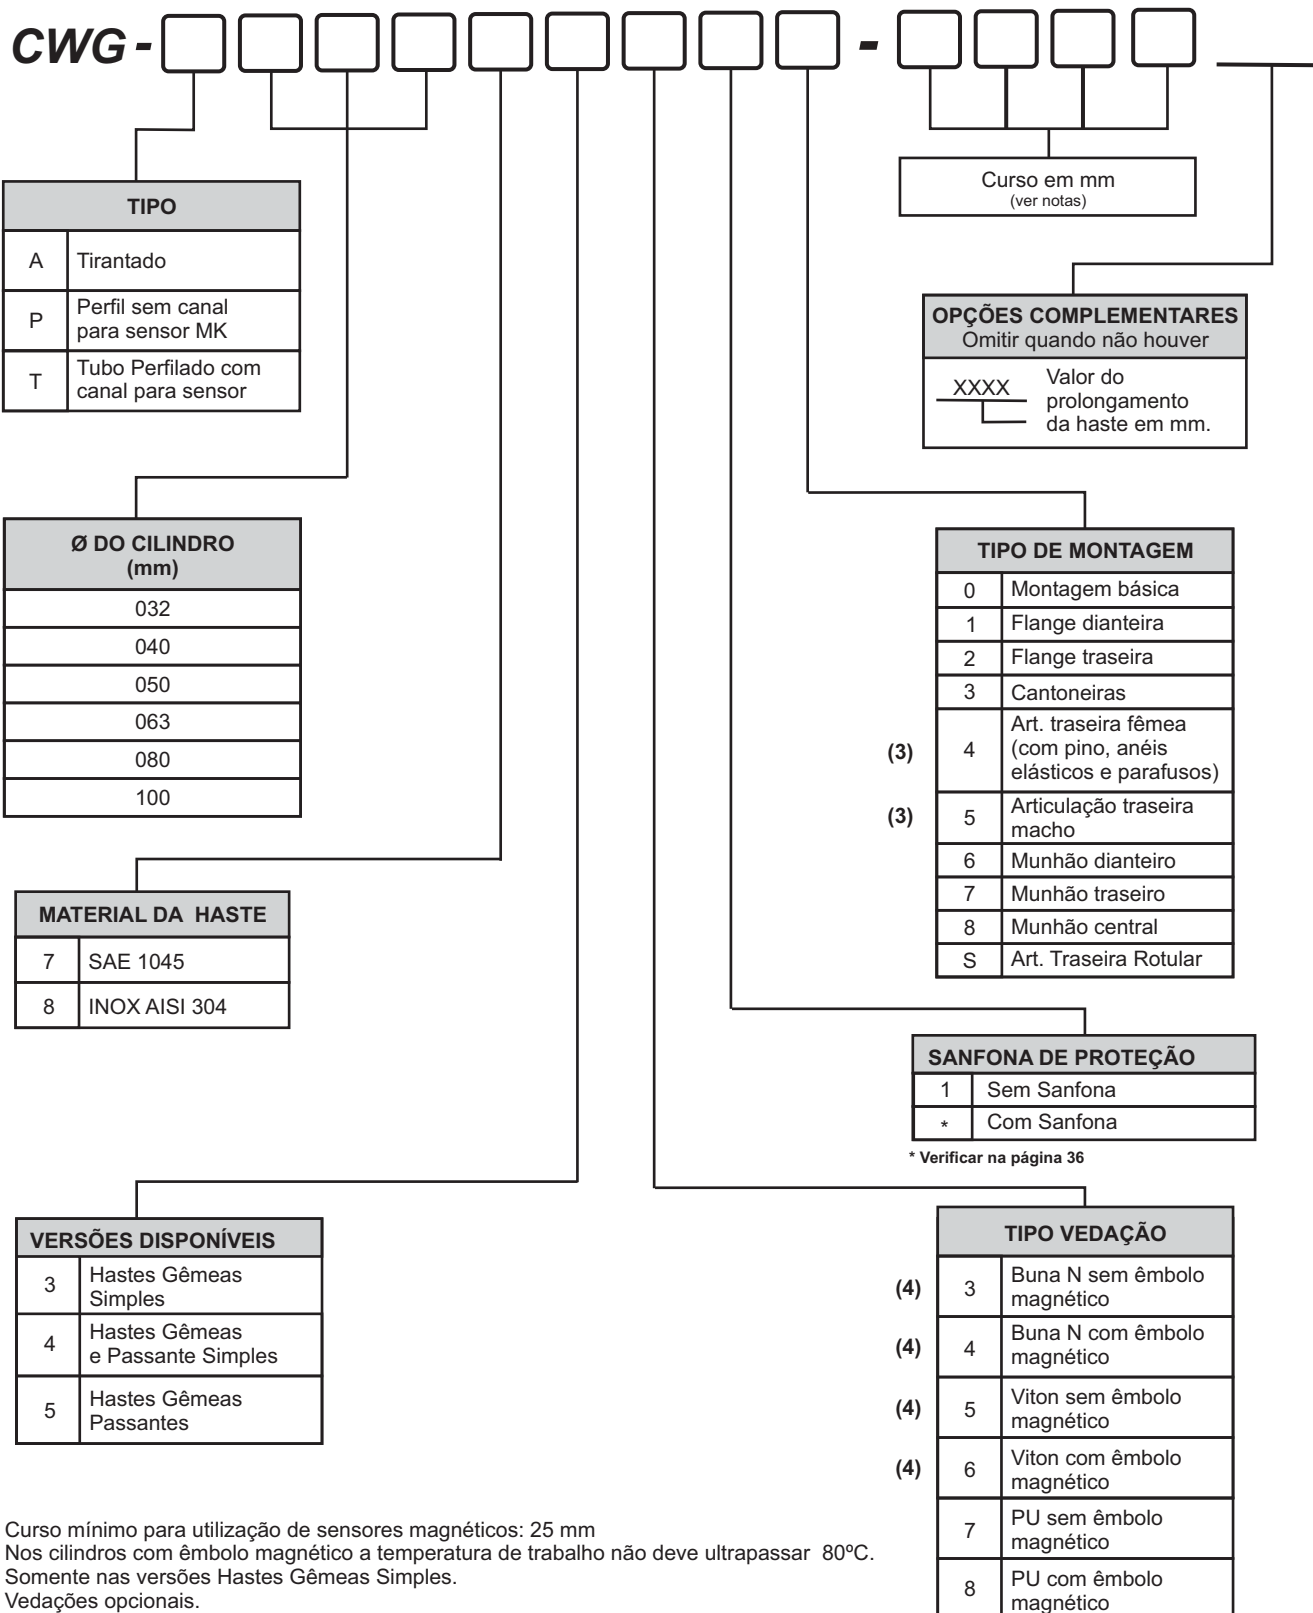 CWG - -
Curso em mm
(ver notas)
TIPO
A Tirantado
P Perfil sem canal
para sensor MK
T Tubo Perfilado com
canal para sensor
OPÇÕES COMPLEMENTARES
Omitir quando não houver
XXXX Valor do
prolongamento
da haste em mm.
Ø DO CILINDRO
(mm)
032
040
050
063
080
100
TIPO DE MONTAGEM
0 Montagem básica
1 Flange dianteira
2 Flange traseira
3 Cantoneiras
(3) 4 Art. traseira fêmea
(com pino, anéis
elásticos e parafusos)
(3) 5 Articulação traseira
macho
6 Munhão dianteiro
7 Munhão traseiro
8 Munhão central
S Art. Traseira Rotular
MATERIAL DA HASTE
7 SAE 1045
8 INOX AISI 304
SANFONA DE PROTEÇÃO
1 Sem Sanfona
* Com Sanfona
* Verificar na página 36
VERSÕES DISPONÍVEIS
3 Hastes Gêmeas
Simples
4 Hastes Gêmeas
e Passante Simples
5 Hastes Gêmeas
Passantes
TIPO VEDAÇÃO
(4) 3 Buna N sem êmbolo
magnético
(4) 4 Buna N com êmbolo
magnético
(4) 5 Viton sem êmbolo
magnético
(4) 6 Viton com êmbolo
magnético
7 PU sem êmbolo
magnético
8 PU com êmbolo
magnético
Curso mínimo para utilização de sensores magnéticos: 25 mm
Nos cilindros com êmbolo magnético a temperatura de trabalho não deve ultrapassar 80ºC.
Somente nas versões Hastes Gêmeas Simples.
Vedações opcionais.